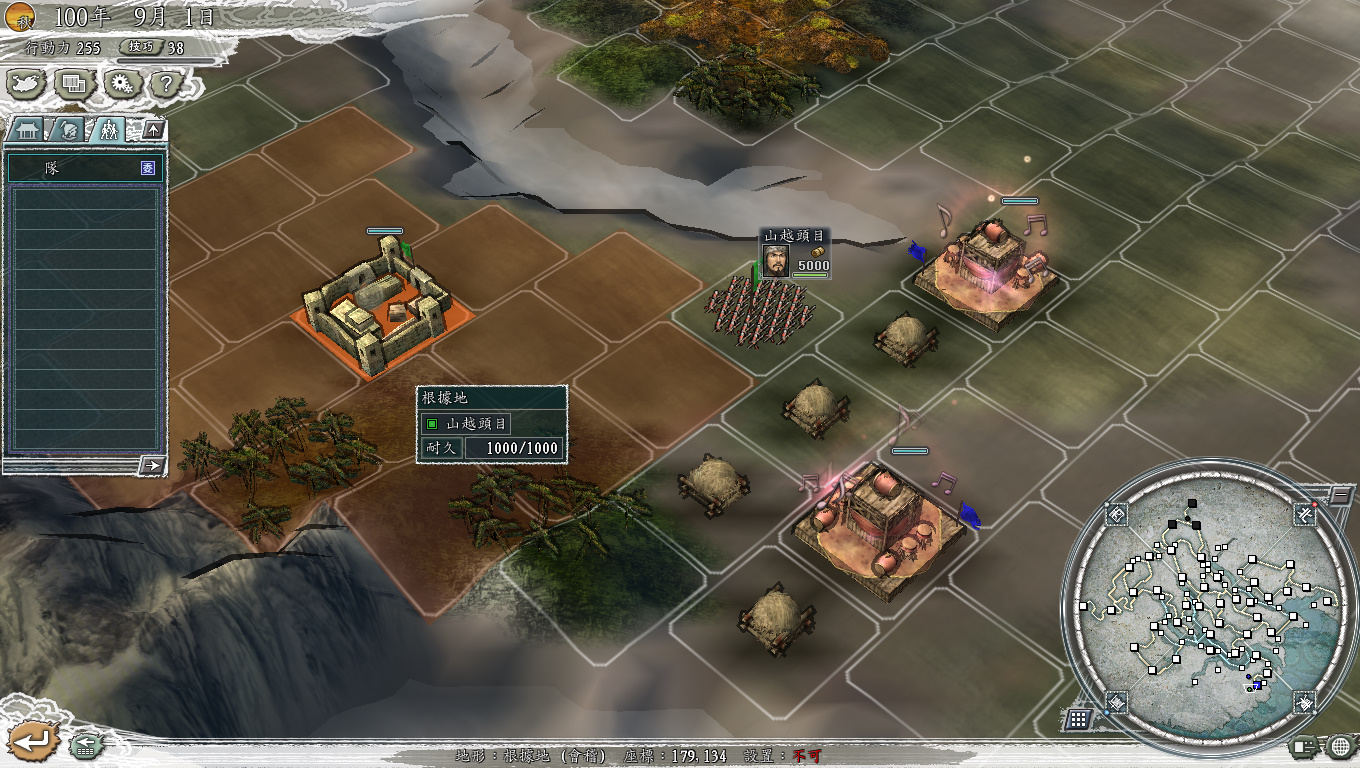 秋 100年 9月 1日
行動力 255 技巧 38
?
隊 委
山越頭目
5000
根據地
山越頭目
耐久 1000/1000
地形：根據地（會稽） 座標：179，134 設置：不可